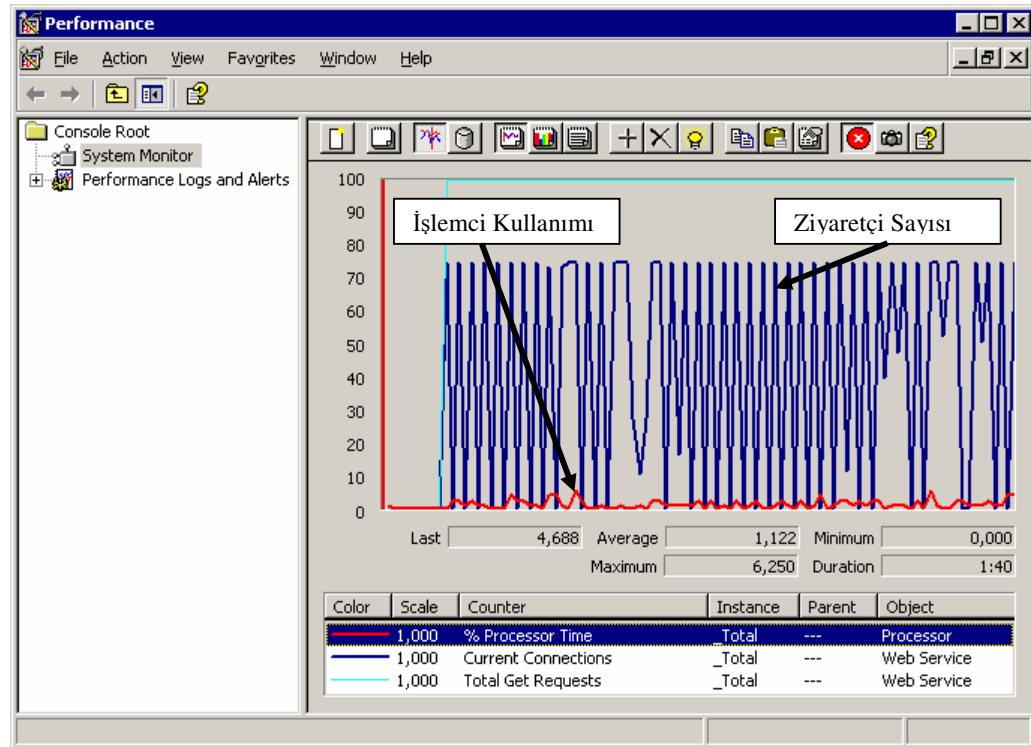 Performance
File Action View Favorites Window Help
Console Root
System Monitor
Performance Logs and Alerts
100
90
80
70
60
50
40
30
20
10
0
İşlemci Kullanımı
Ziyaretçi Sayısı
Last 4,688 Average 1,122 Minimum 0,000
Maximum 6,250 Duration 1:40
Color Scale Counter Instance Parent Object
1,000 % Processor Time _Total --- Processor
1,000 Current Connections _Total --- Web Service
1,000 Total Get Requests _Total --- Web Service